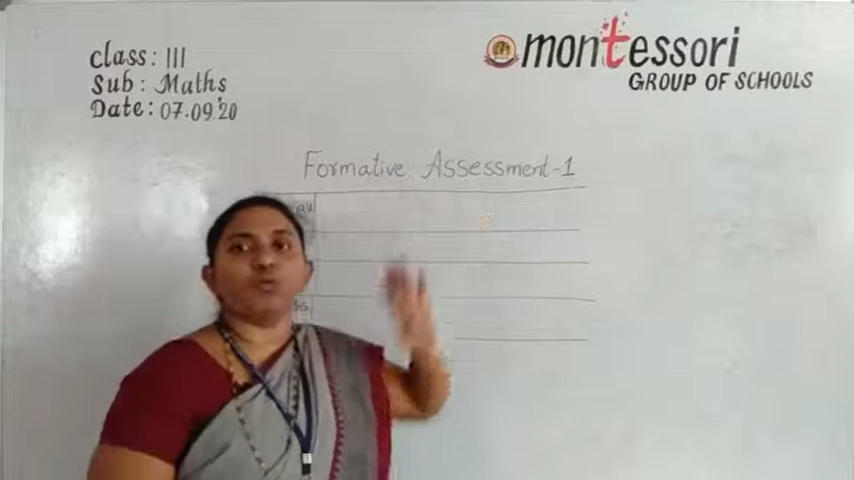 class: III
Sub: Maths
Date: 07.09.'20
montessori
GROUP OF SCHOOLS
Formative Assessment-1